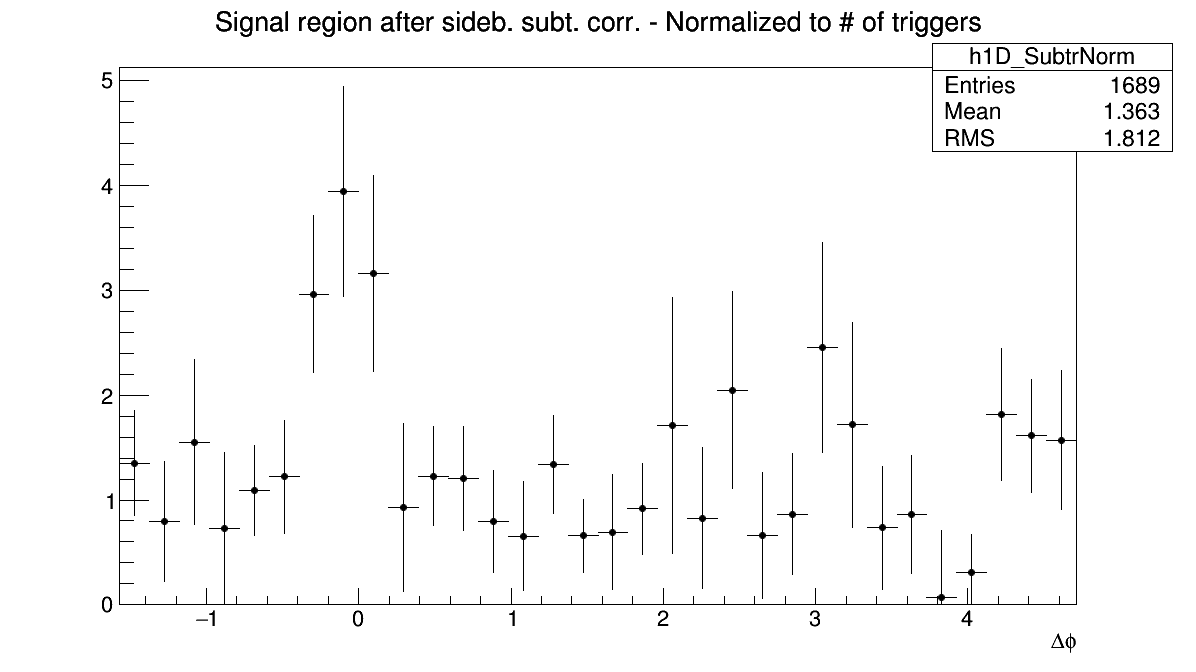 Signal region after sideb. subt. corr. - Normalized to # of triggers
h1D_SubtrNorm
Entries 1689
Mean 1.363
RMS 1.812
5
4
3
2
1
0
−1 0 1 2 3 4
Δϕ